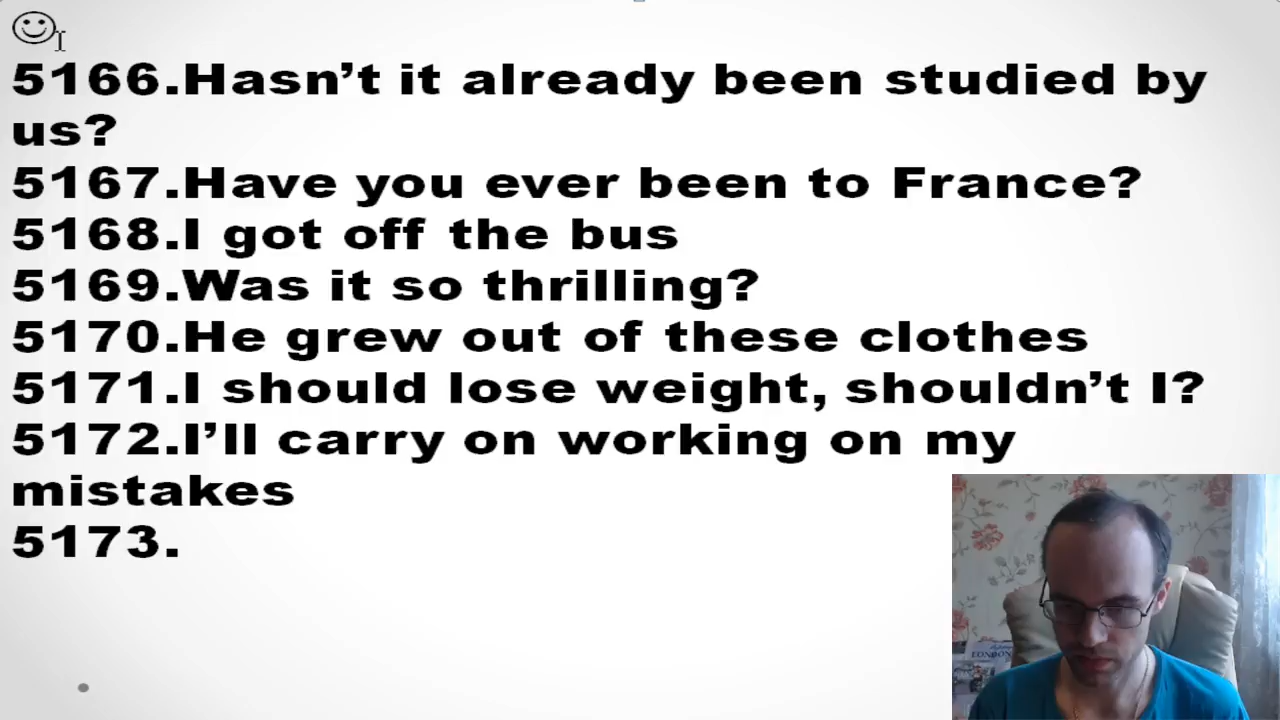 5166.Hasn’t it already been studied by
us?
5167.Have you ever been to France?
5168.I got off the bus
5169.Was it so thrilling?
5170.He grew out of these clothes
5171.I should lose weight, shouldn’t I?
5172.I’ll carry on working on my
mistakes
5173.
LONDON